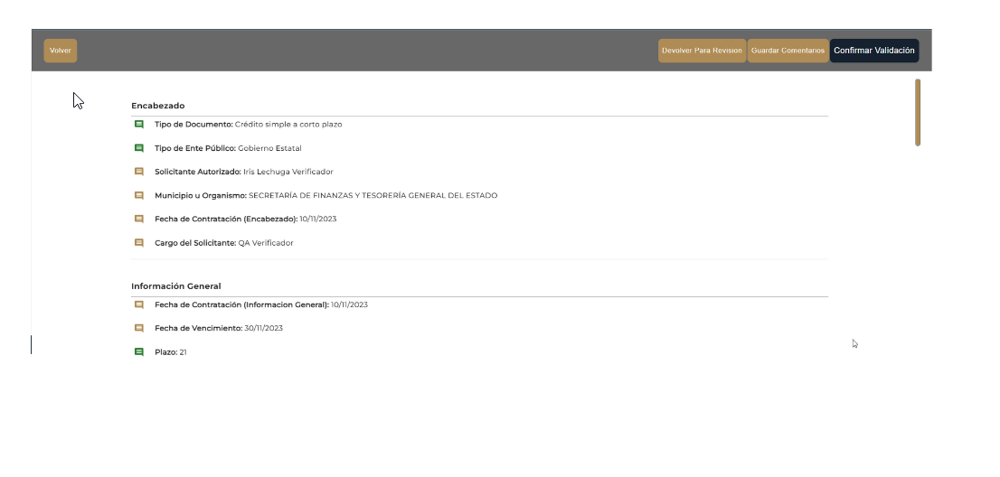 Volver
Devolver Para Revision
Guardar Comentarios
Confirmar Validación
Encabezado
Tipo de Documento: Crédito simple a corto plazo
Tipo de Ente Público: Gobierno Estatal
Solicitante Autorizado: Iris Lechuga Verificador
Municipio u Organismo: SECRETARÍA DE FINANZAS Y TESORERÍA GENERAL DEL ESTADO
Fecha de Contratación (Encabezado): 10/11/2023
Cargo del Solicitante: QA Verificador
Información General
Fecha de Contratación (Informacion General): 10/11/2023
Fecha de Vencimiento: 30/11/2023
Plazo: 21